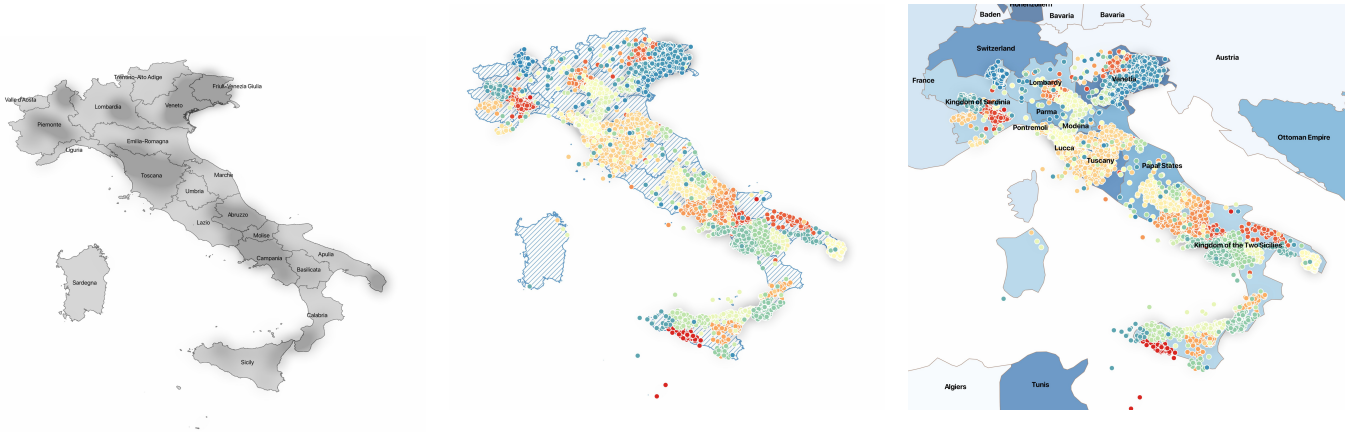 Trentino-Alto Adige
Friuli-Venezia Giulia
Valle d'Aosta
Lombardia
Veneto
Piemonte
Emilia-Romagna
Liguria
Toscana
Marche
Umbria
Abruzzo
Lazio
Molise
Campania
Apulia
Basilicata
Sardegna
Calabria
Sicily
Hohenzollern
Baden
Bavaria
Bavaria
Switzerland
Austria
France
Lombardy
Venetia
Kingdom of Sardinia
Parma
Pontremoli
Modena
Ottoman Empire
Lucca
Tuscany
Papal States
Kingdom of the Two Sicilies
Algiers
Tunis